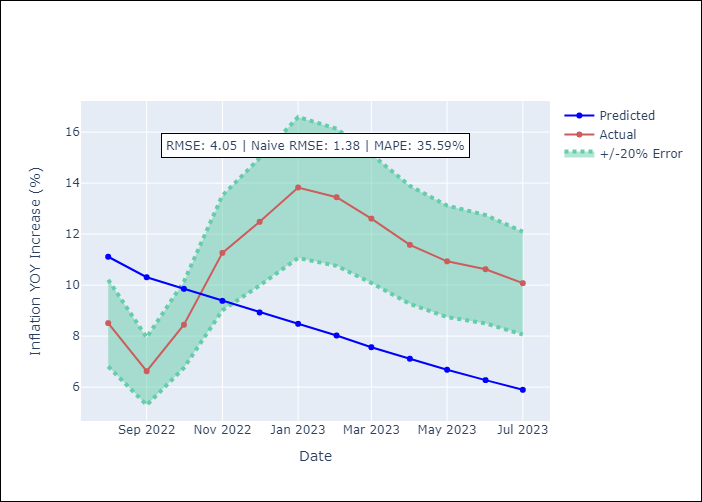 RMSE: 4.05 | Naive RMSE: 1.38 | MAPE: 35.59%
Predicted
Actual
+/-20% Error
Inflation YOY Increase (%)
16
14
12
10
8
6
Sep 2022
Nov 2022
Jan 2023
Mar 2023
May 2023
Jul 2023
Date